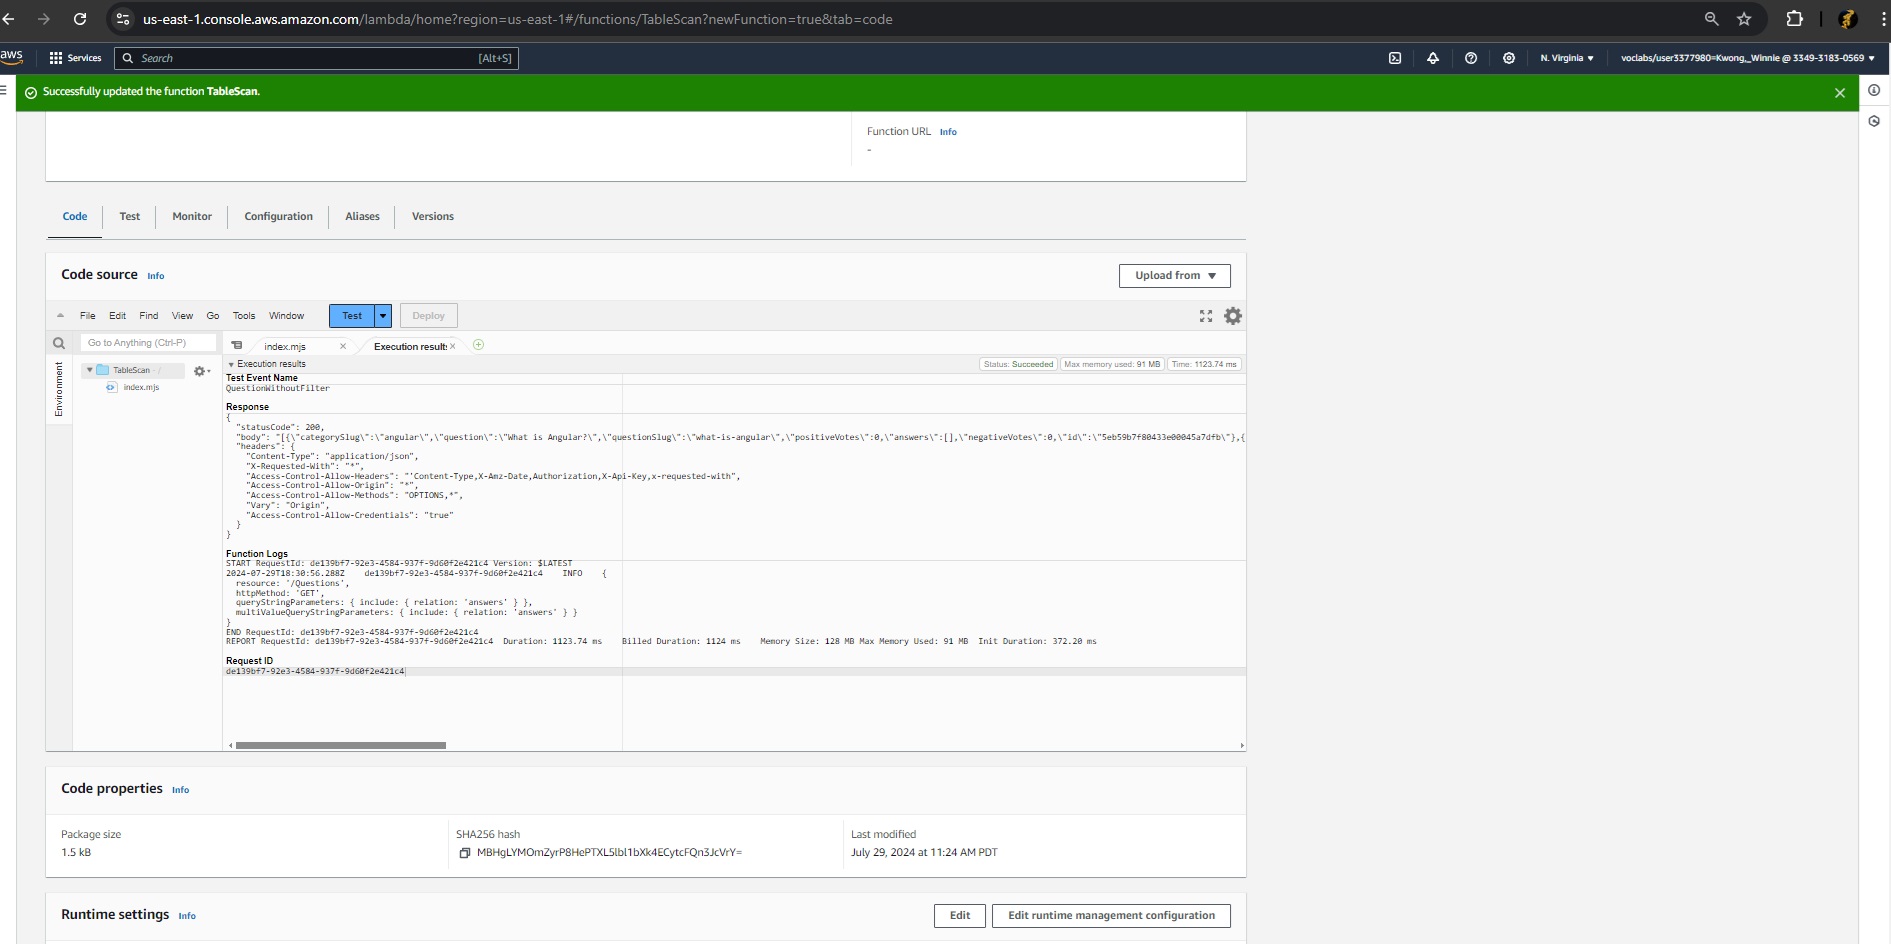 us-east-1.console.aws.amazon.com/lambda/home?region=us-east-1#/functions/TableScan?newFunction=true&tab=code
aws
Services
Search
[Alt+S]
N. Virginia
voclabs/user3377980=Kwong,_Winnie @ 3349-3183-0569
Successfully updated the function TableScan.
Function URL Info
-
Code Test Monitor Configuration Aliases Versions
Code source Info
Upload from
File Edit Find View Go Tools Window Test Deploy
Go to Anything (Ctrl-P)
index.mjs
Execution results
Environment
TableScan - /
index.mjs
Execution results
Status: Succeeded Max memory used: 91 MB Time: 1123.74 ms
Test Event Name
QuestionWithoutFilter
Response
{
"statusCode": 200,
"body": "[{\"categorySlug\":\"angular\",\"question\":\"What is Angular?\",\"questionSlug\":\"what-is-angular\",\"positiveVotes\":0,\"answers\":[],\"negativeVotes\":0,\"id\":\"5eb59b7f80433e00045a7dfb\"},{
"headers": {
"Content-Type": "application/json",
"X-Requested-With": "*",
"Access-Control-Allow-Headers": "'Content-Type,X-Amz-Date,Authorization,X-Api-Key,x-requested-with",
"Access-Control-Allow-Origin": "*",
"Access-Control-Allow-Methods": "OPTIONS,*",
"Vary": "Origin",
"Access-Control-Allow-Credentials": "true"
}
}
Function Logs
START RequestId: de139bf7-92e3-4584-937f-9d60f2e421c4 Version: $LATEST
2024-07-29T18:30:56.288Z de139bf7-92e3-4584-937f-9d60f2e421c4 INFO {
resource: '/Questions',
httpMethod: 'GET',
queryStringParameters: { include: { relation: 'answers' } },
multiValueQueryStringParameters: { include: { relation: 'answers' } }
}
END RequestId: de139bf7-92e3-4584-937f-9d60f2e421c4
REPORT RequestId: de139bf7-92e3-4584-937f-9d60f2e421c4 Duration: 1123.74 ms Billed Duration: 1124 ms Memory Size: 128 MB Max Memory Used: 91 MB Init Duration: 372.20 ms
Request ID
de139bf7-92e3-4584-937f-9d60f2e421c4
Code properties Info
Package size
1.5 kB
SHA256 hash
MBHgLYMOmZyrP8HePTXL5lbl1bXk4ECytcFQn3JcVrY=
Last modified
July 29, 2024 at 11:24 AM PDT
Runtime settings Info
Edit
Edit runtime management configuration